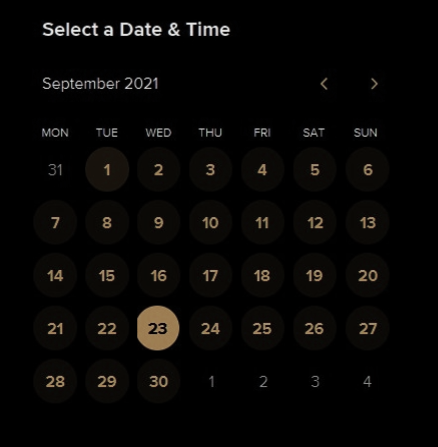 Select a Date & Time
September 2021
MON TUE WED THU FRI SAT SUN
31 1 2 3 4 5 6
7 8 9 10 11 12 13
14 15 16 17 18 19 20
21 22 23 24 25 26 27
28 29 30 1 2 3 4